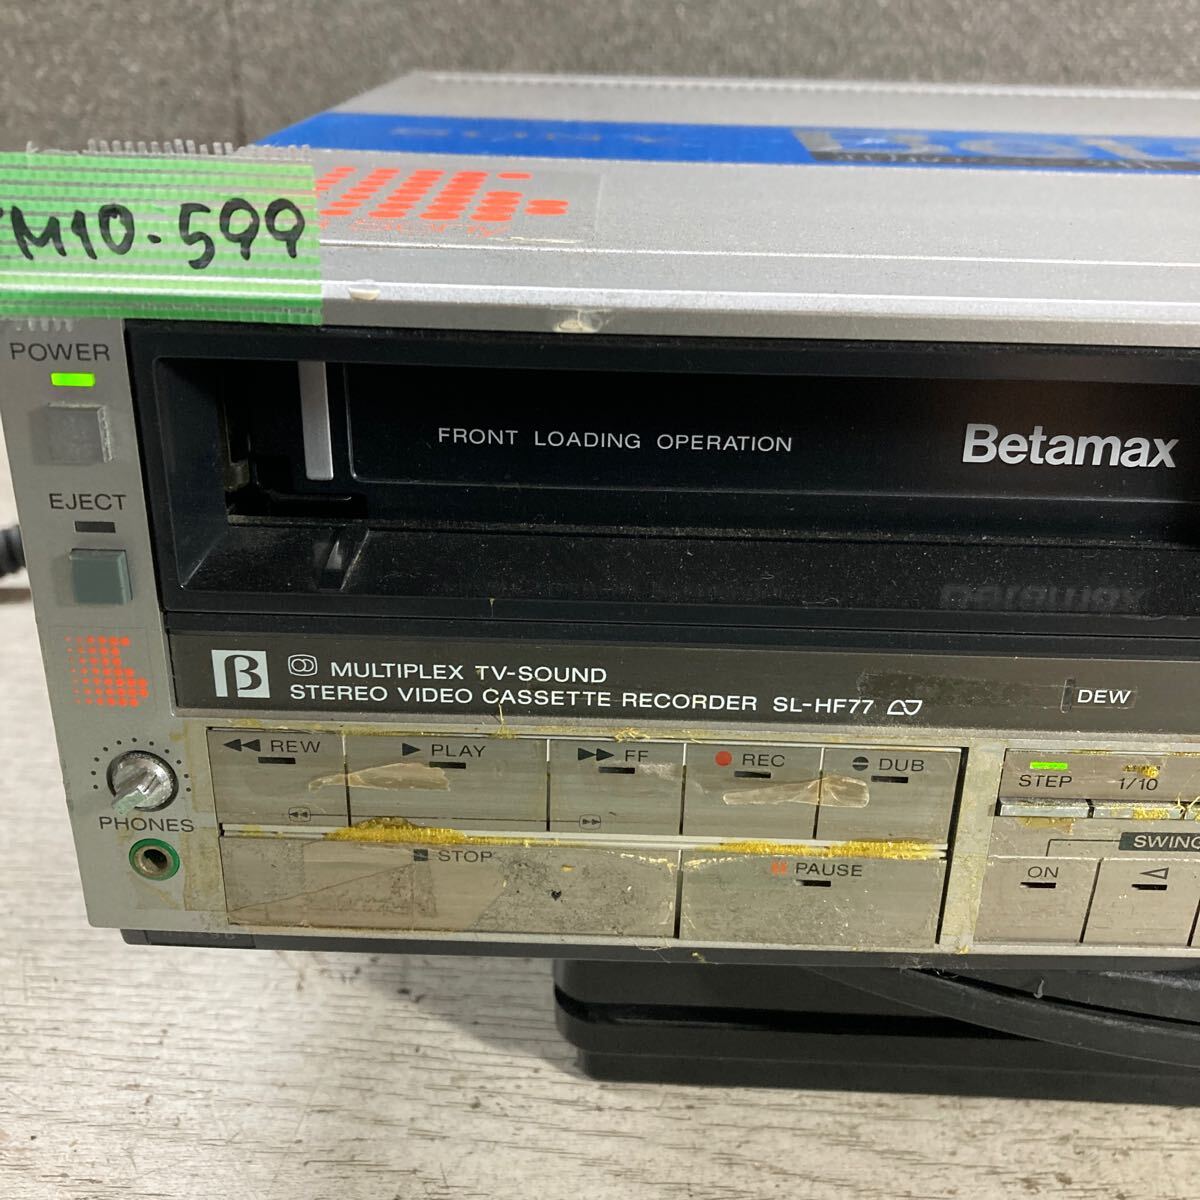 M10-599
POWER
EJECT
FRONT LOADING OPERATION
Betamax
β
MULTIPLEX TV-SOUND
STEREO VIDEO CASSETTE RECORDER SL-HF77
DEW
REW
PLAY
FF
REC
DUB
STEP
1/10
PHONES
STOP
PAUSE
SWING
ON